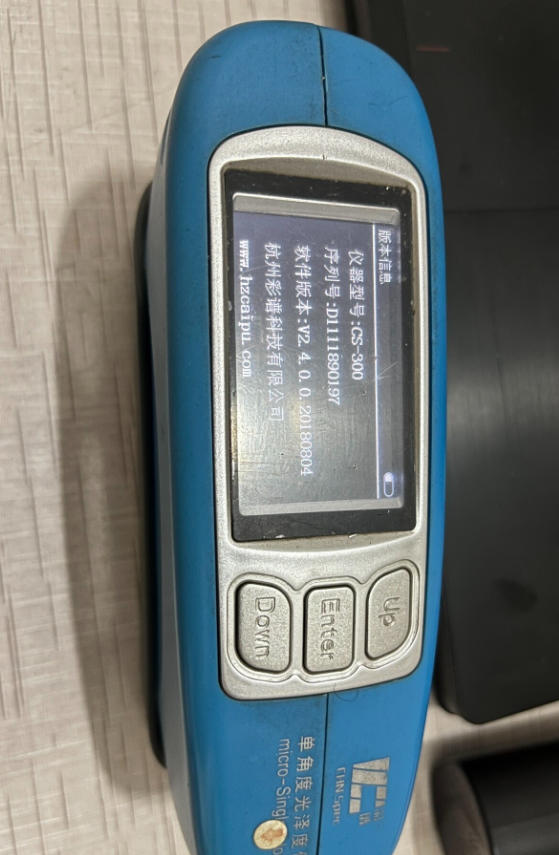 版本信息
仪器型号:CS-300
序列号:D1111890197
软件版本:V2.4.0.0.20180804
杭州彩谱科技有限公司
www.hzcaipu.com
Up
Enter
Down
单角度光泽度
micro-Singl